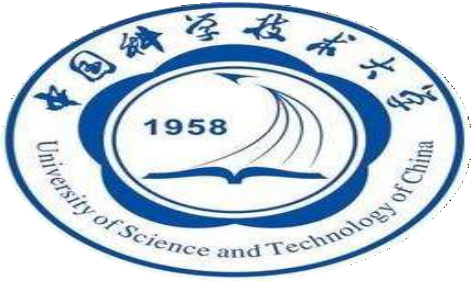 中国科学技术大学
1958
University of Science and Technology of China